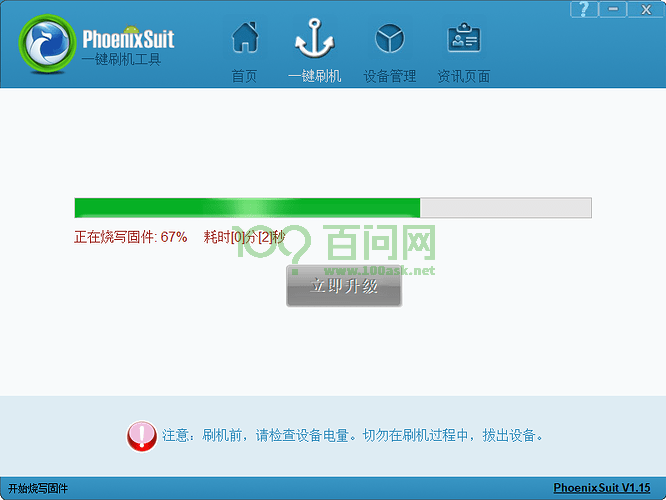 ? — X
PhoenixSuit
一键刷机工具
首页 一键刷机 设备管理 资讯页面
正在烧写固件: 67% 耗时[0]分[2]秒
100 百问网
www.100ask.net
立即升级
注意：刷机前，请检查设备电量。切勿在刷机过程中，拔出设备。
开始烧写固件 PhoenixSuit V1.15